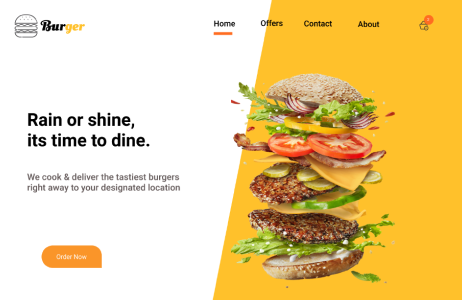 Burger
Home Offers Contact About
1
Rain or shine,
its time to dine.
We cook & deliver the tastiest burgers
right away to your designated location
Order Now